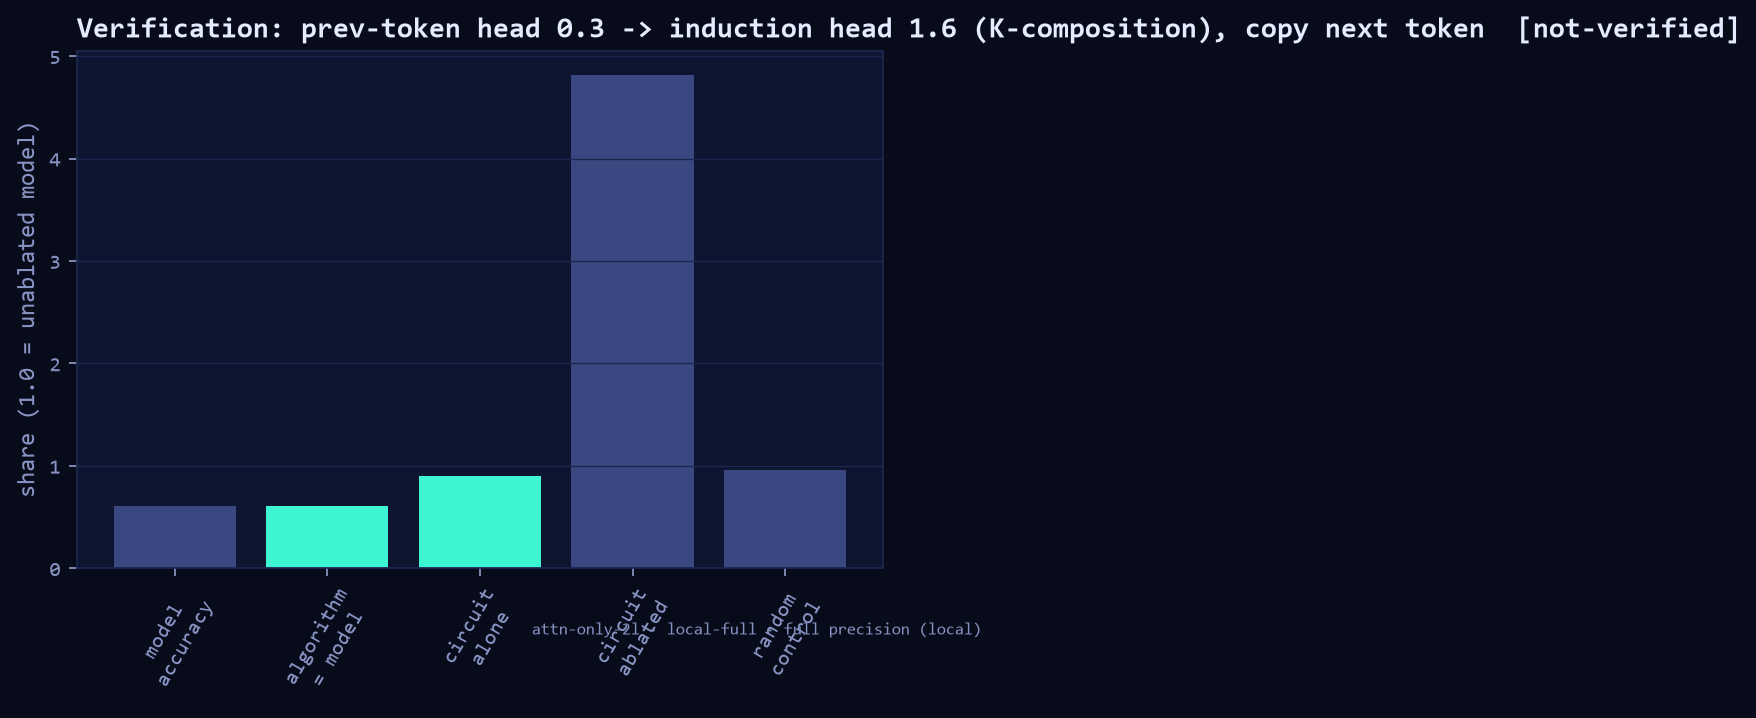 Verification: prev-token head 0.3 -> induction head 1.6 (K-composition), copy next token [not-verified]
share (1.0 = unablated model)
5
4
3
2
1
0
model
accuracy
algorithm
= model
circuit
alone
circuit
ablated
random
control
attn-only-2l local-full full precision (local)